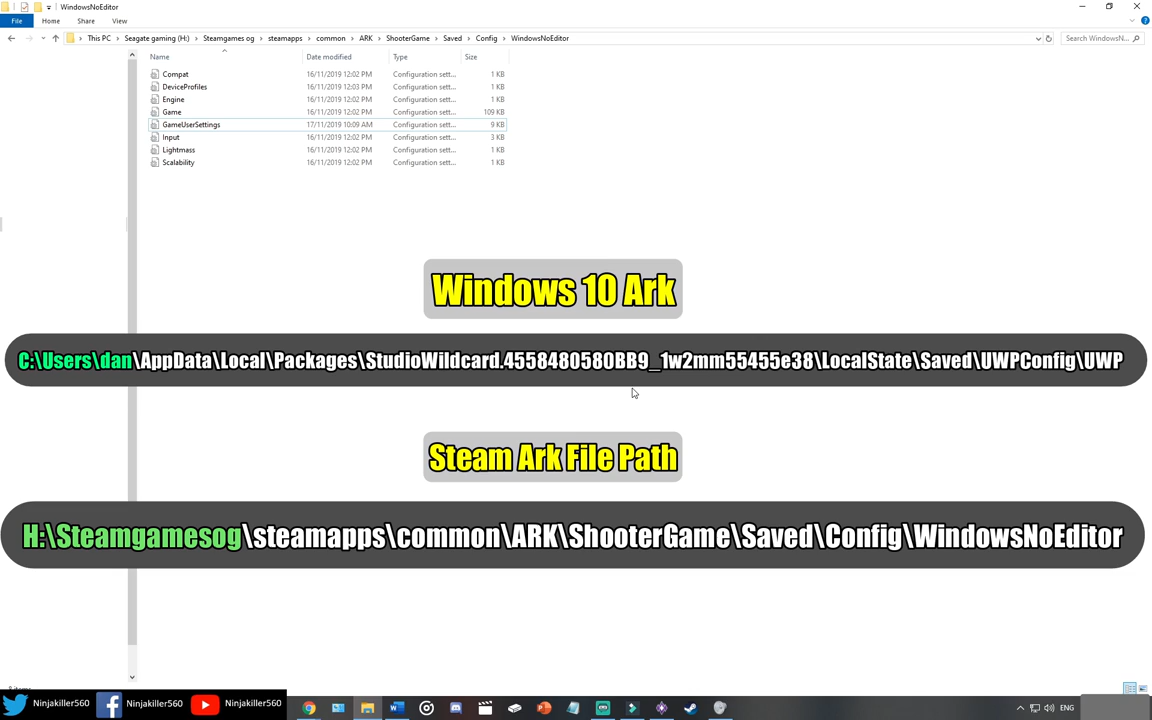 WindowsNoEditor
File Home Share View
This PC > Seagate gaming (H:) > Steamgames og > steamapps > common > ARK > ShooterGame > Saved > Config > WindowsNoEditor
Search WindowsN...
Name Date modified Type Size
Compat 16/11/2019 12:02 PM Configuration sett... 1 KB
DeviceProfiles 16/11/2019 12:03 PM Configuration sett... 1 KB
Engine 16/11/2019 12:02 PM Configuration sett... 1 KB
Game 16/11/2019 12:02 PM Configuration sett... 109 KB
GameUserSettings 17/11/2019 10:09 AM Configuration sett... 9 KB
Input 16/11/2019 12:02 PM Configuration sett... 3 KB
Lightmass 16/11/2019 12:02 PM Configuration sett... 1 KB
Scalability 16/11/2019 12:02 PM Configuration sett... 1 KB
Windows 10 Ark
C:\Users\dan\AppData\Local\Packages\StudioWildcard.4558480580BB9_1w2mm55455e38\LocalState\Saved\UWPConfig\UWP
Steam Ark File Path
H:\Steamgamesog\steamapps\common\ARK\ShooterGame\Saved\Config\WindowsNoEditor
Ninjakiller560 Ninjakiller560 Ninjakiller560
ENG